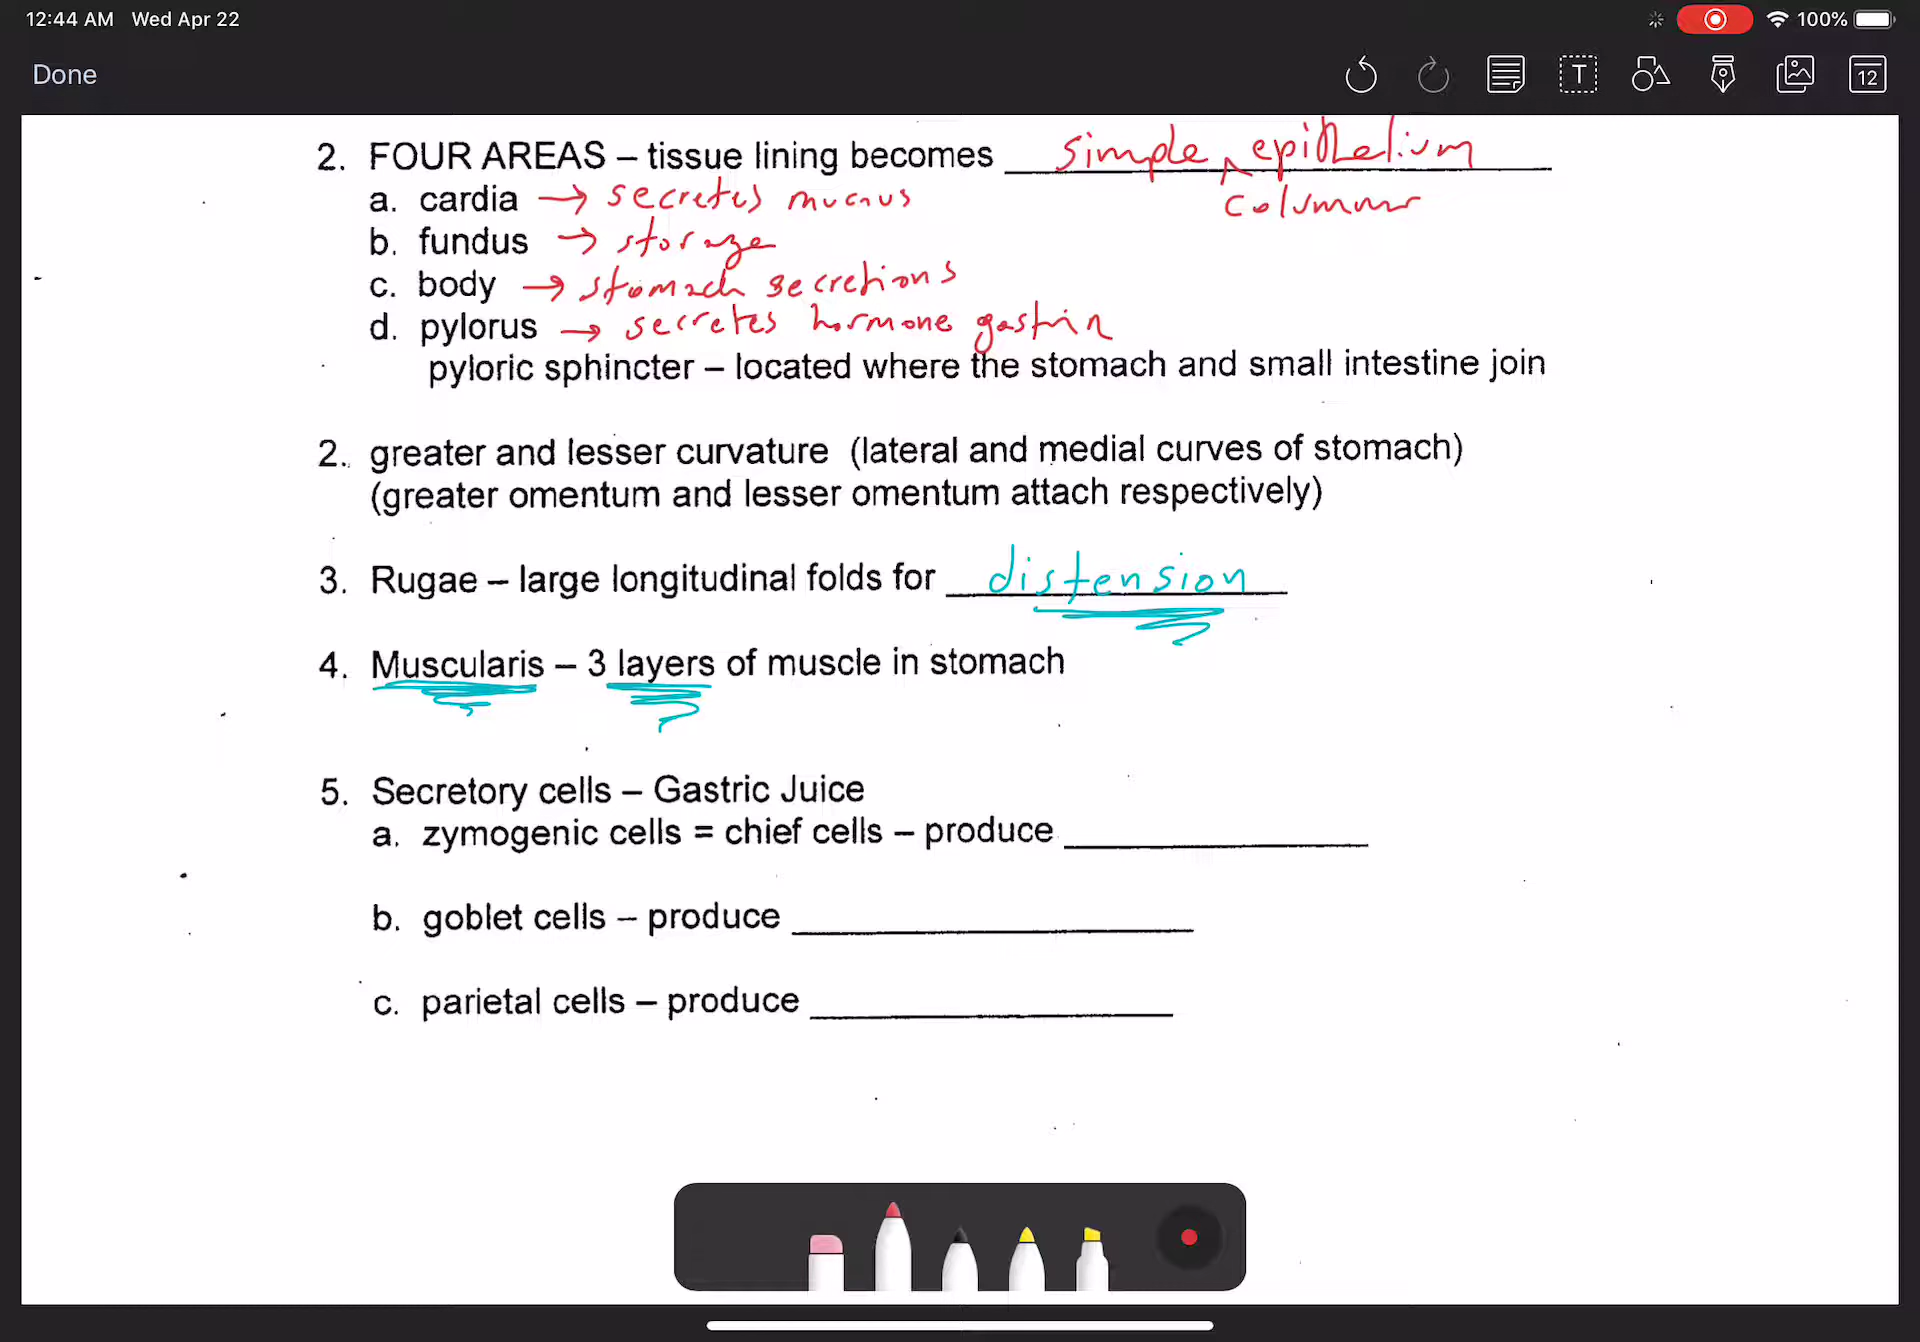 12:44 AM Wed Apr 22
100%
Done
T
12
2. FOUR AREAS – tissue lining becomes simple epithelium
columnar
a. cardia → secretes mucus
b. fundus → storage
c. body → stomach secretions
d. pylorus → secretes hormone gastrin
pyloric sphincter – located where the stomach and small intestine join
2. greater and lesser curvature (lateral and medial curves of stomach)
(greater omentum and lesser omentum attach respectively)
3. Rugae – large longitudinal folds for distension
4. Muscularis – 3 layers of muscle in stomach
5. Secretory cells – Gastric Juice
a. zymogenic cells = chief cells – produce
b. goblet cells – produce
c. parietal cells – produce